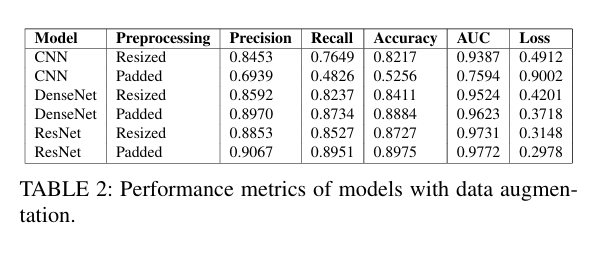 Model Preprocessing Precision Recall Accuracy AUC Loss
CNN Resized 0.8453 0.7649 0.8217 0.9387 0.4912
CNN Padded 0.6939 0.4826 0.5256 0.7594 0.9002
DenseNet Resized 0.8592 0.8237 0.8411 0.9524 0.4201
DenseNet Padded 0.8970 0.8734 0.8884 0.9623 0.3718
ResNet Resized 0.8853 0.8527 0.8727 0.9731 0.3148
ResNet Padded 0.9067 0.8951 0.8975 0.9772 0.2978
TABLE 2: Performance metrics of models with data augmen-
tation.